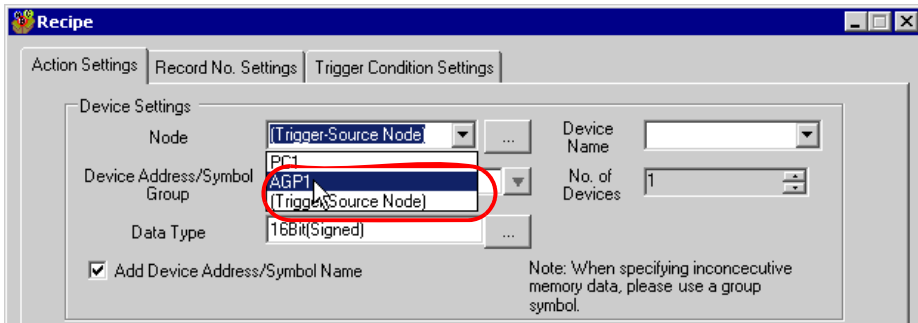 Recipe
Action Settings Record No. Settings Trigger Condition Settings
Device Settings
Node (Trigger-Source Node) ... Device Name
PC1
Device Address/Symbol Group AGP1 No. of Devices 1
(Trigger-Source Node)
Data Type 16Bit(Signed) ...
Add Device Address/Symbol Name
Note: When specifying inconcecutive
memory data, please use a group
symbol.